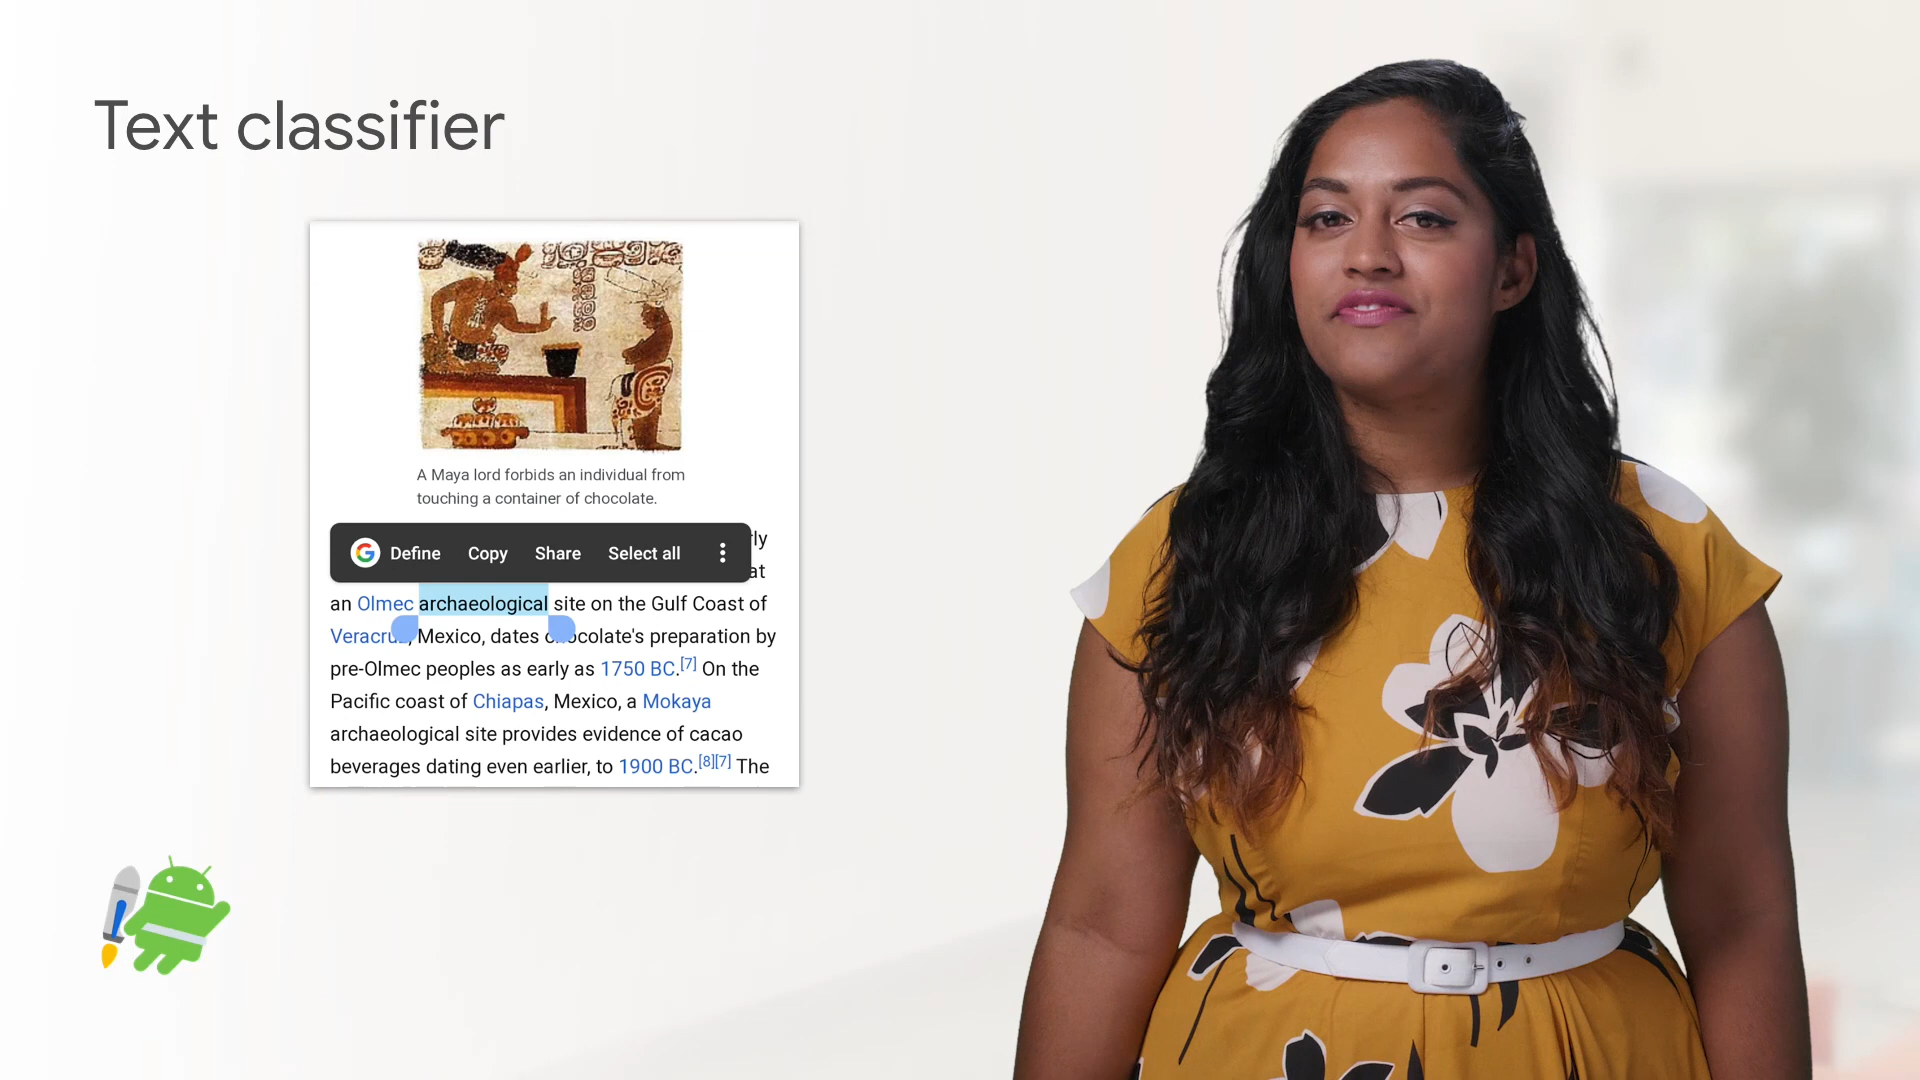 Text classifier
A Maya lord forbids an individual from
touching a container of chocolate.
Define Copy Share Select all
rly
at
an Olmec archaeological site on the Gulf Coast of
Veracru , Mexico, dates chocolate's preparation by
pre-Olmec peoples as early as 1750 BC.[7] On the
Pacific coast of Chiapas, Mexico, a Mokaya
archaeological site provides evidence of cacao
beverages dating even earlier, to 1900 BC.[8][7] The